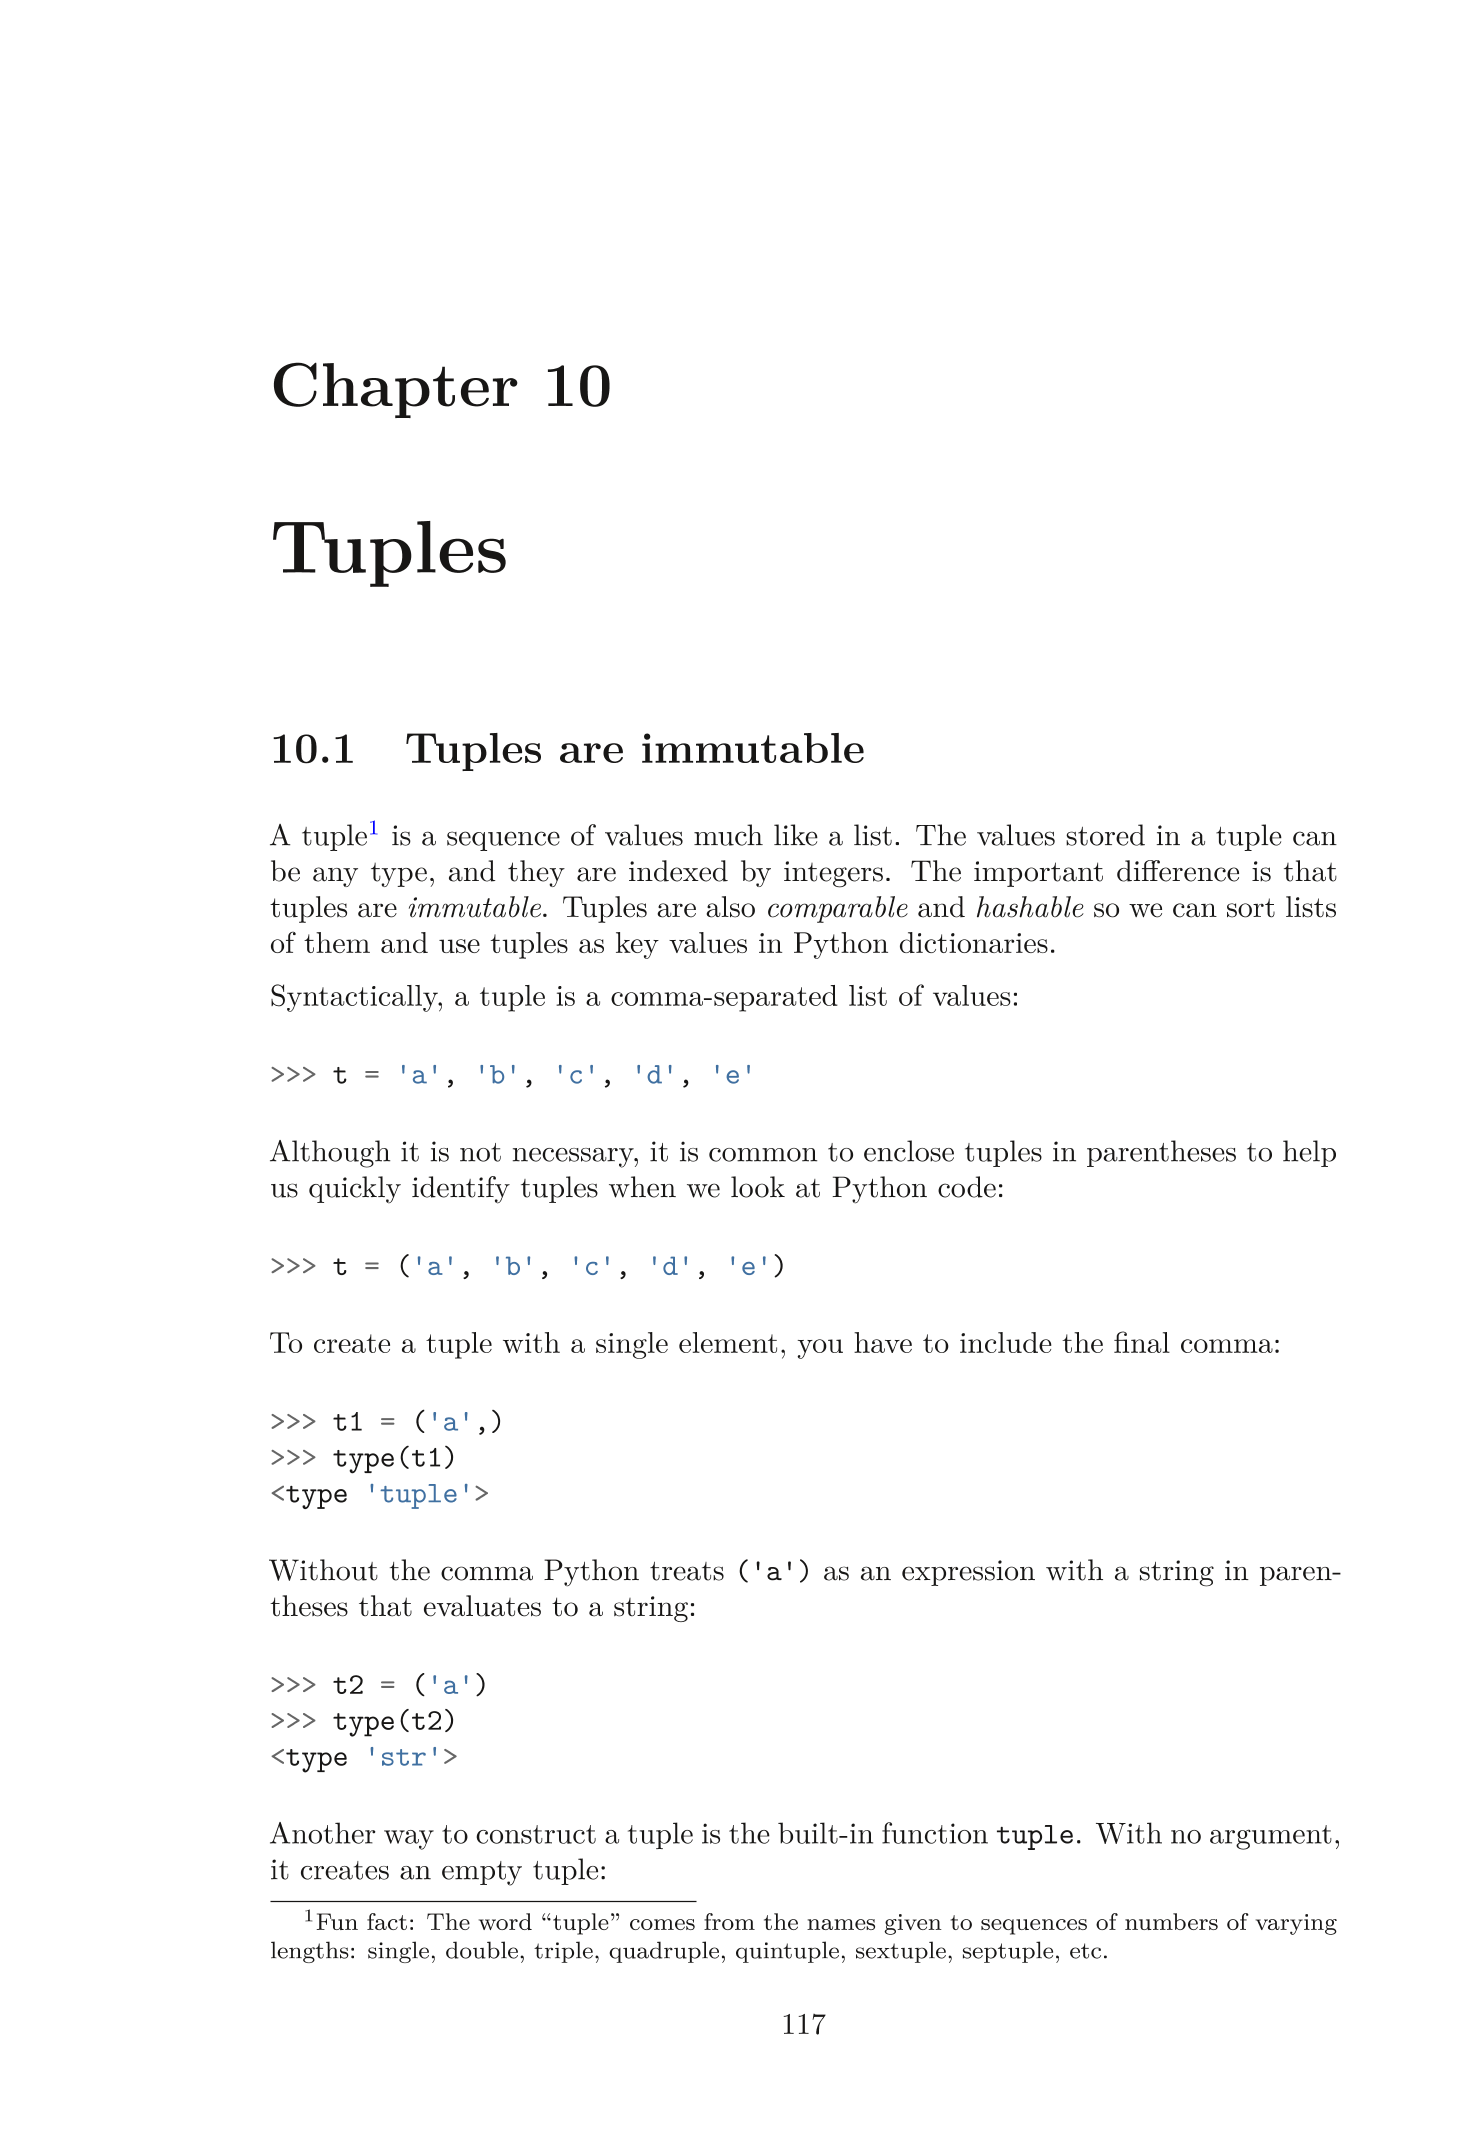 Chapter 10
Tuples
10.1 Tuples are immutable
A tuple1 is a sequence of values much like a list. The values stored in a tuple can
be any type, and they are indexed by integers. The important difference is that
tuples are immutable. Tuples are also comparable and hashable so we can sort lists
of them and use tuples as key values in Python dictionaries.
Syntactically, a tuple is a comma-separated list of values:
>>> t = 'a', 'b', 'c', 'd', 'e'
Although it is not necessary, it is common to enclose tuples in parentheses to help
us quickly identify tuples when we look at Python code:
>>> t = ('a', 'b', 'c', 'd', 'e')
To create a tuple with a single element, you have to include the final comma:
>>> t1 = ('a',)
>>> type(t1)
<type 'tuple'>
Without the comma Python treats ('a') as an expression with a string in paren-
theses that evaluates to a string:
>>> t2 = ('a')
>>> type(t2)
<type 'str'>
Another way to construct a tuple is the built-in function tuple. With no argument,
it creates an empty tuple:
1Fun fact: The word “tuple” comes from the names given to sequences of numbers of varying
lengths: single, double, triple, quadruple, quintuple, sextuple, septuple, etc.
117